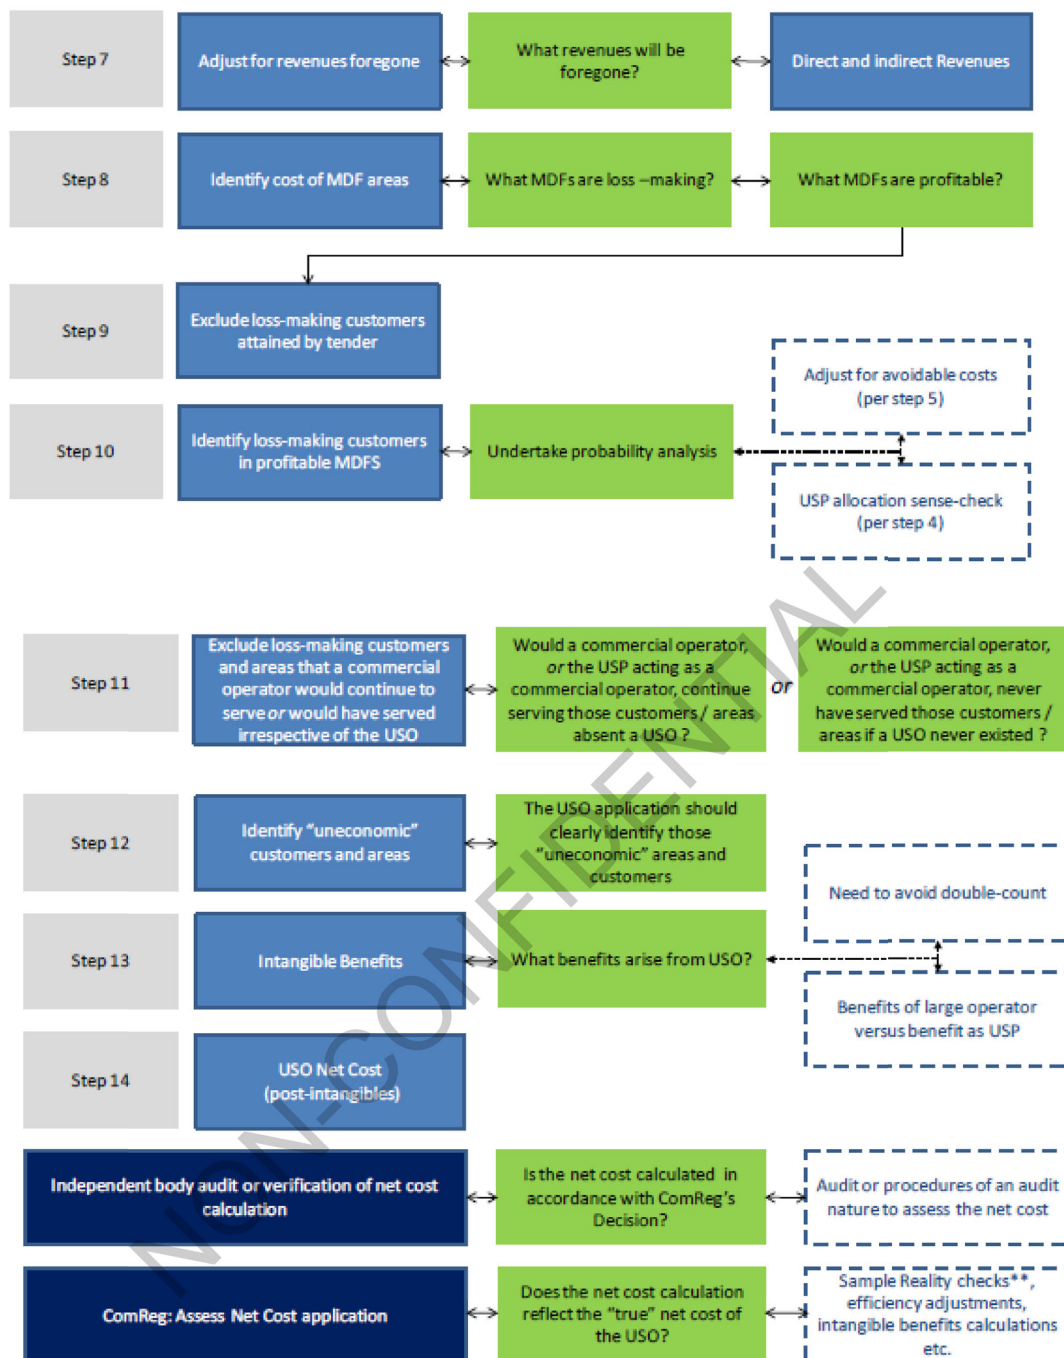 Step 7
Adjust for revenues foregone
What revenues will be
foregone?
Direct and indirect Revenues
Step 8
Identify cost of MDF areas
What MDFs are loss –making?
What MDFs are profitable?
Step 9
Exclude loss-making customers
attained by tender
Adjust for avoidable costs
(per step 5)
Step 10
Identify loss-making customers
in profitable MDFS
Undertake probability analysis
USP allocation sense-check
(per step 4)
Step 11
Exclude loss-making customers
and areas that a commercial
operator would continue to
serve or would have served
irrespective of the USO
Would a commercial operator,
or the USP acting as a
commercial operator, continue
serving those customers / areas
absent a USO ?
or
Would a commercial operator,
or the USP acting as a
commercial operator, never
have served those customers /
areas if a USO never existed ?
Step 12
Identify “uneconomic”
customers and areas
The USO application should
clearly identify those
“uneconomic” areas and
customers
Need to avoid double-count
Step 13
Intangible Benefits
What benefits arise from USO?
Benefits of large operator
versus benefit as USP
Step 14
USO Net Cost
(post-intangibles)
Independent body audit or verification of net cost
calculation
Is the net cost calculated in
accordance with ComReg’s
Decision?
Audit or procedures of an audit
nature to assess the net cost
ComReg: Assess Net Cost application
Does the net cost calculation
reflect the “true” net cost of
the USO?
Sample Reality checks**,
efficiency adjustments,
intangible benefits calculations
etc.
NON-CONFIDENTIAL